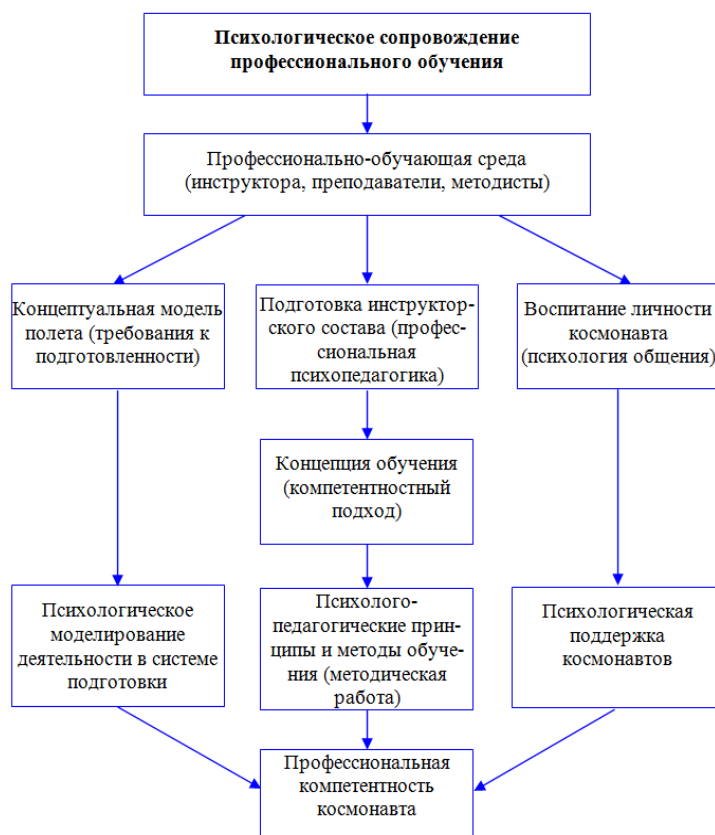 Психологическое сопровождение
профессионального обучения
Профессионально-обучающая среда
(инструктора, преподаватели, методисты)
Концептуальная модель
полета (требования к
подготовленности)
Подготовка инструктор-
ского состава (профес-
сиональная
психопедагогика)
Воспитание личности
космонавта
(психология общения)
Концепция обучения
(компетентностный
подход)
Психологическое
моделирование
деятельности в системе
подготовки
Психолого-
педагогические прин-
ципы и методы обуче-
ния (методическая
работа)
Психологическая
поддержка
космонавтов
Профессиональная
компетентность
космонавта